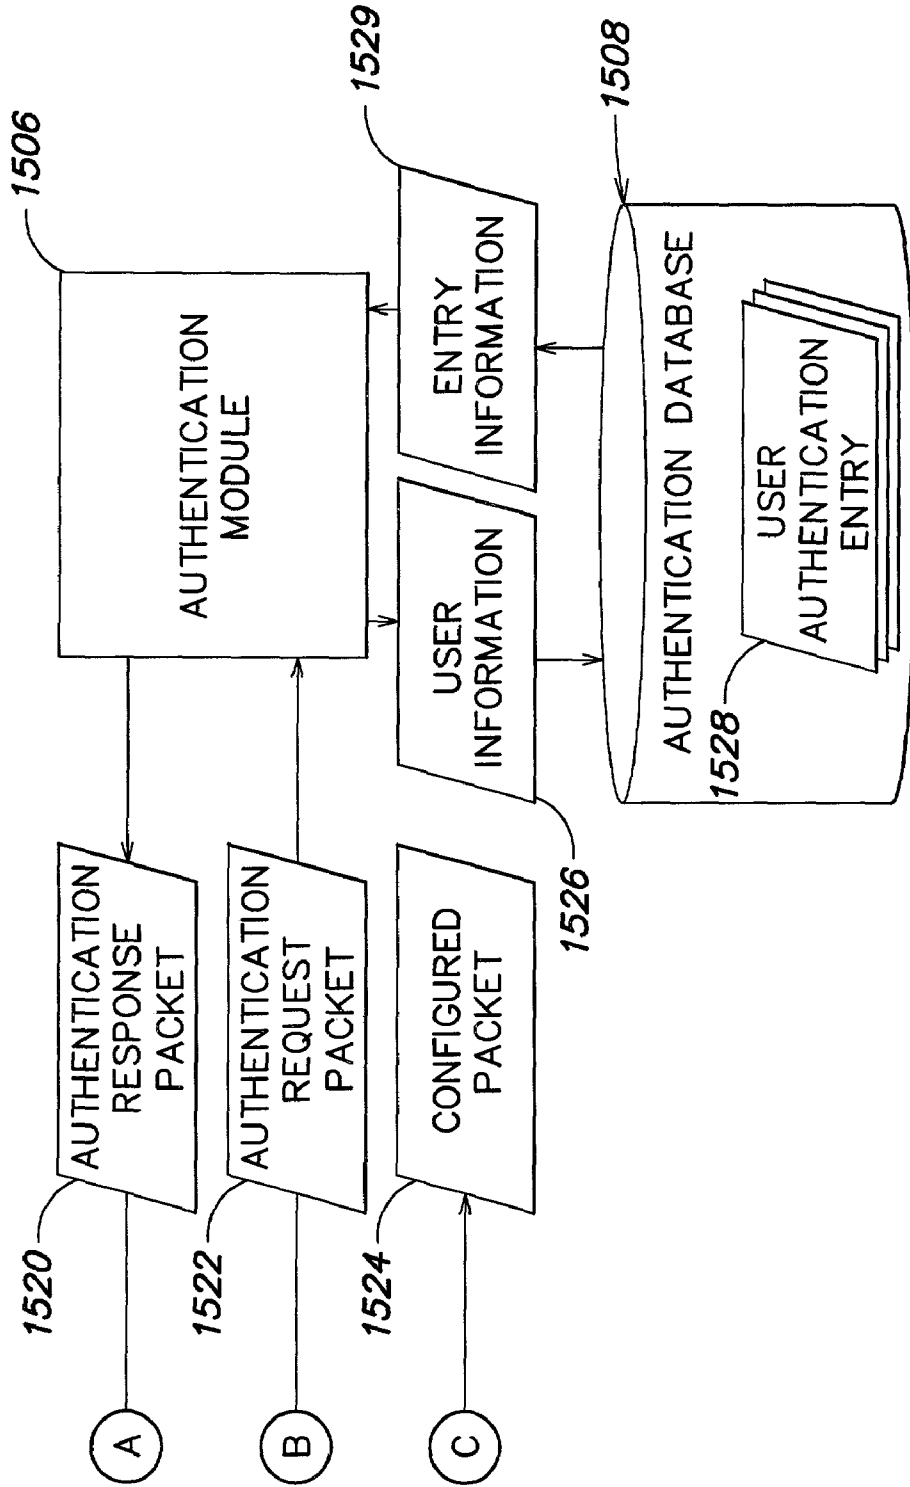 A
1520
AUTHENTICATION
RESPONSE
PACKET
1506
AUTHENTICATION
MODULE
B
1522
AUTHENTICATION
REQUEST
PACKET
C
1524
CONFIGURED
PACKET
1526
USER
INFORMATION
1529
ENTRY
INFORMATION
1508
AUTHENTICATION DATABASE
1528
USER
AUTHENTICATION
ENTRY